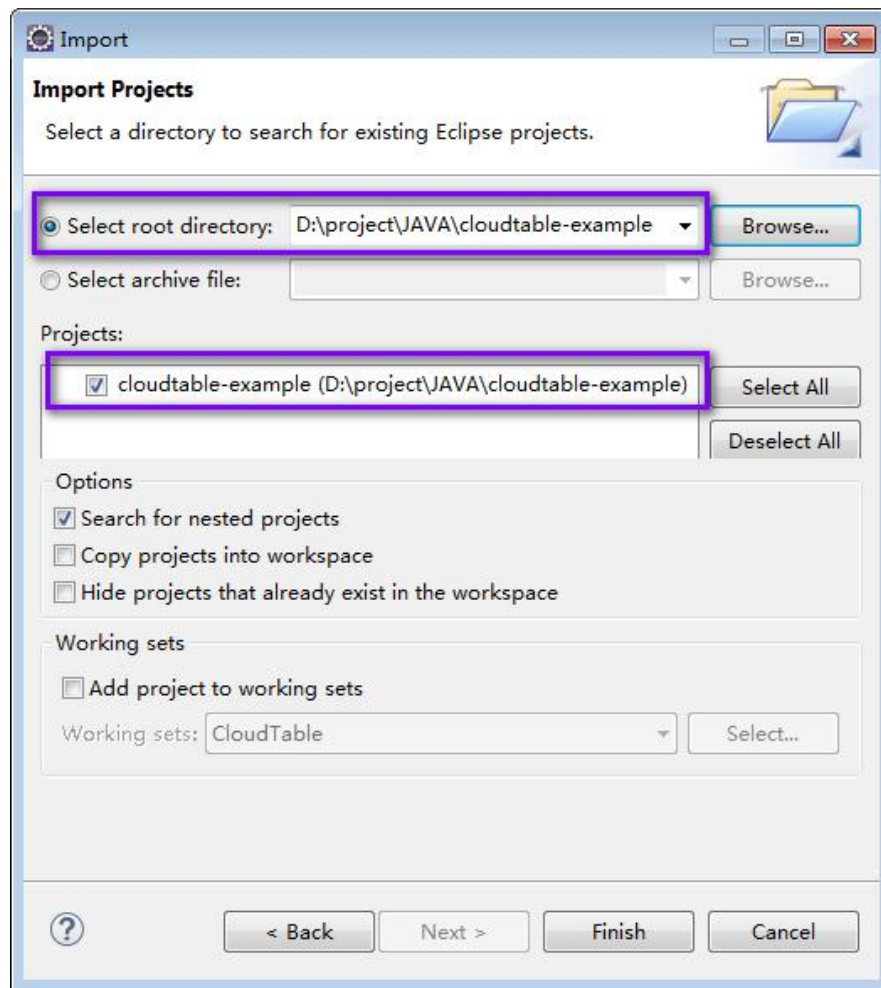 Import
Import Projects
Select a directory to search for existing Eclipse projects.
Select root directory: D:\project\JAVA\cloudtable-example Browse...
Select archive file: Browse...
Projects:
cloudtable-example (D:\project\JAVA\cloudtable-example) Select All
Deselect All
Options
Search for nested projects
Copy projects into workspace
Hide projects that already exist in the workspace
Working sets
Add project to working sets
Working sets: CloudTable Select...
? < Back Next > Finish Cancel